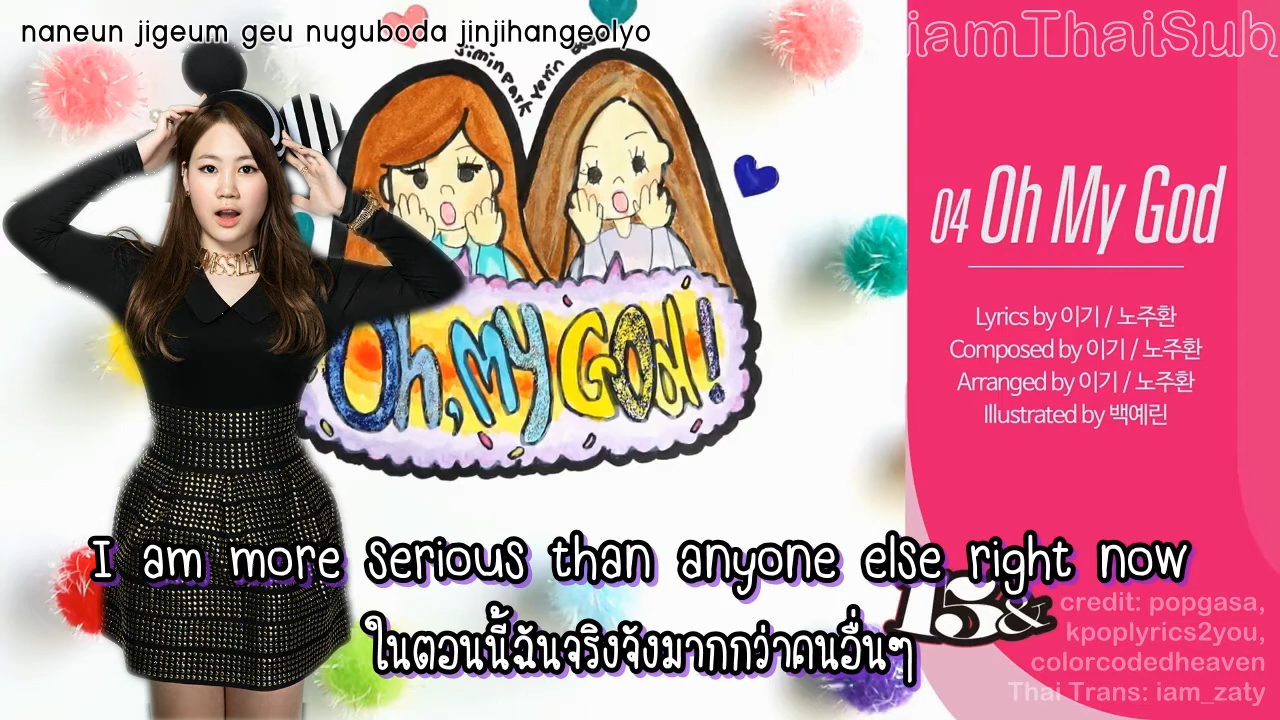 naneun jigeum geu nuguboda jinjihangeolyo
iamThaiSub
Jimin Park
Yerin
Oh, My GOd!
04 Oh My God
Lyrics by 이기 / 노주환
Composed by 이기 / 노주환
Arranged by 이기 / 노주환
Illustrated by 백예린
I am more serious than anyone else right now
ในตอนนี้ฉันจริงจังมากกว่าคนอื่นๆ
15&
credit: popgasa,
kpoplyrics2you,
colorcodedheaven
Thai Trans: iam_zaty